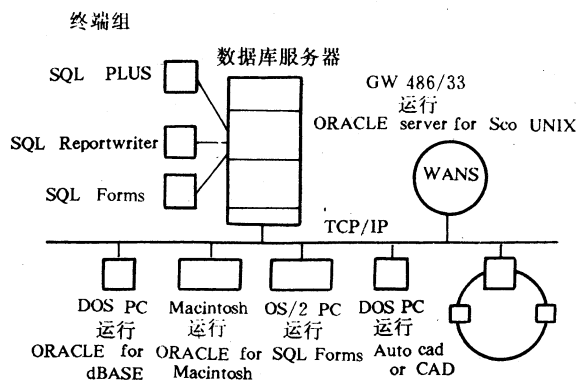 终端组
数据库服务器
SQL PLUS
SQL Reportwriter
SQL Forms
GW 486/33
运行
ORACLE server for Sco UNIX
WANS
TCP/IP
DOS PC
运行
ORACLE for
dBASE
Macintosh
运行
ORACLE for
Macintosh
OS/2 PC
运行
SQL Forms
DOS PC
运行
Auto cad
or CAD